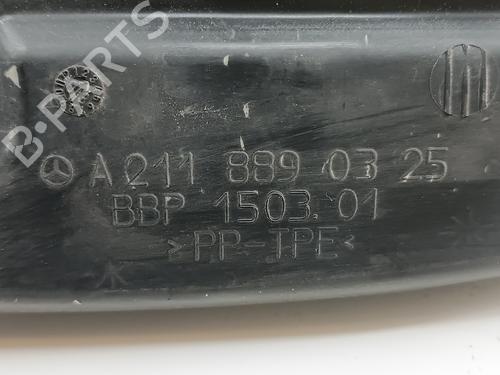 B-PARTS
A 211 889 03 25
BBP 1503.01
>PP-TPE<